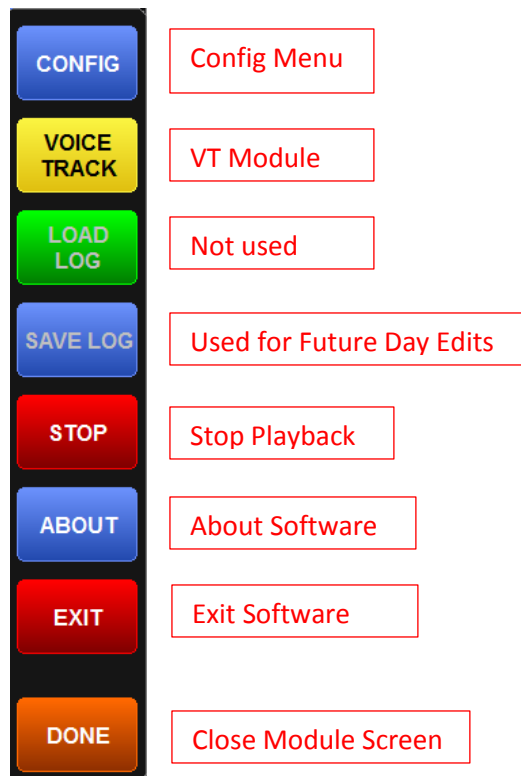 CONFIG
Config Menu
VOICE
TRACK
VT Module
LOAD
LOG
Not used
SAVE LOG
Used for Future Day Edits
STOP
Stop Playback
ABOUT
About Software
EXIT
Exit Software
DONE
Close Module Screen